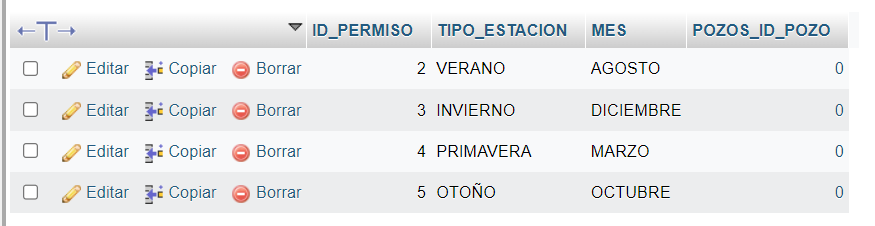 ID_PERMISO TIPO_ESTACION MES POZOS_ID_POZO
Editar Copiar Borrar 2 VERANO AGOSTO 0
Editar Copiar Borrar 3 INVIERNO DICIEMBRE 0
Editar Copiar Borrar 4 PRIMAVERA MARZO 0
Editar Copiar Borrar 5 OTOÑO OCTUBRE 0